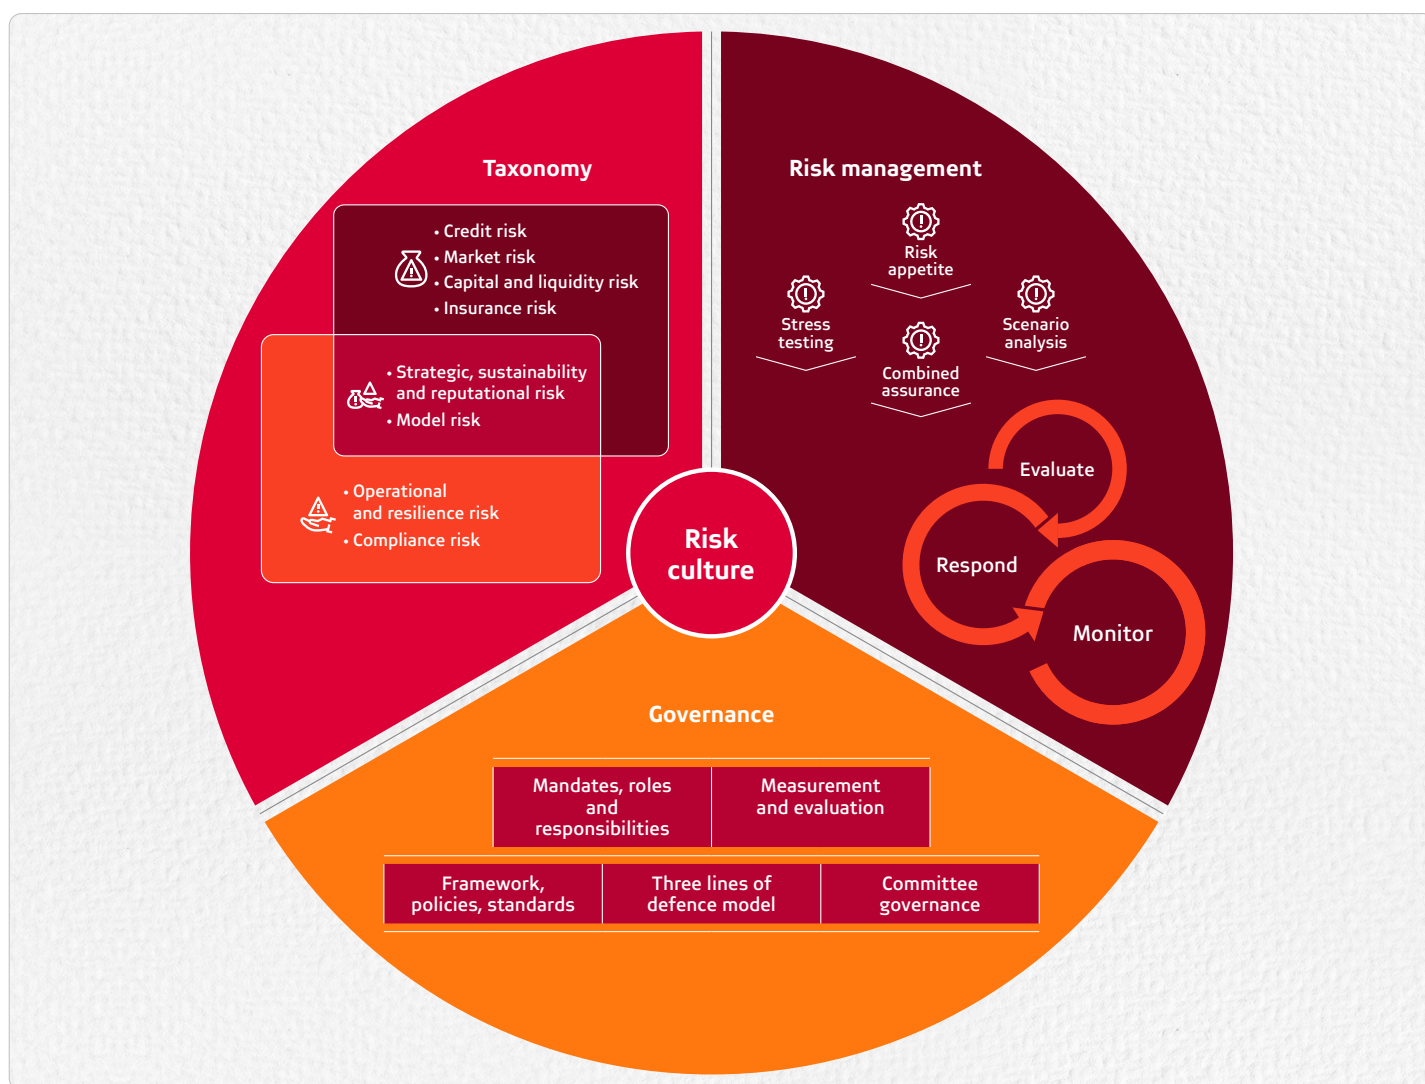 Taxonomy
• Credit risk
• Market risk
• Capital and liquidity risk
• Insurance risk
• Strategic, sustainability
and reputational risk
• Model risk
• Operational
and resilience risk
• Compliance risk
Risk management
Risk
appetite
Stress
testing
Scenario
analysis
Combined
assurance
Evaluate
Respond
Monitor
Risk
culture
Governance
Mandates, roles
and
responsibilities
Measurement
and evaluation
Framework,
policies, standards
Three lines of
defence model
Committee
governance